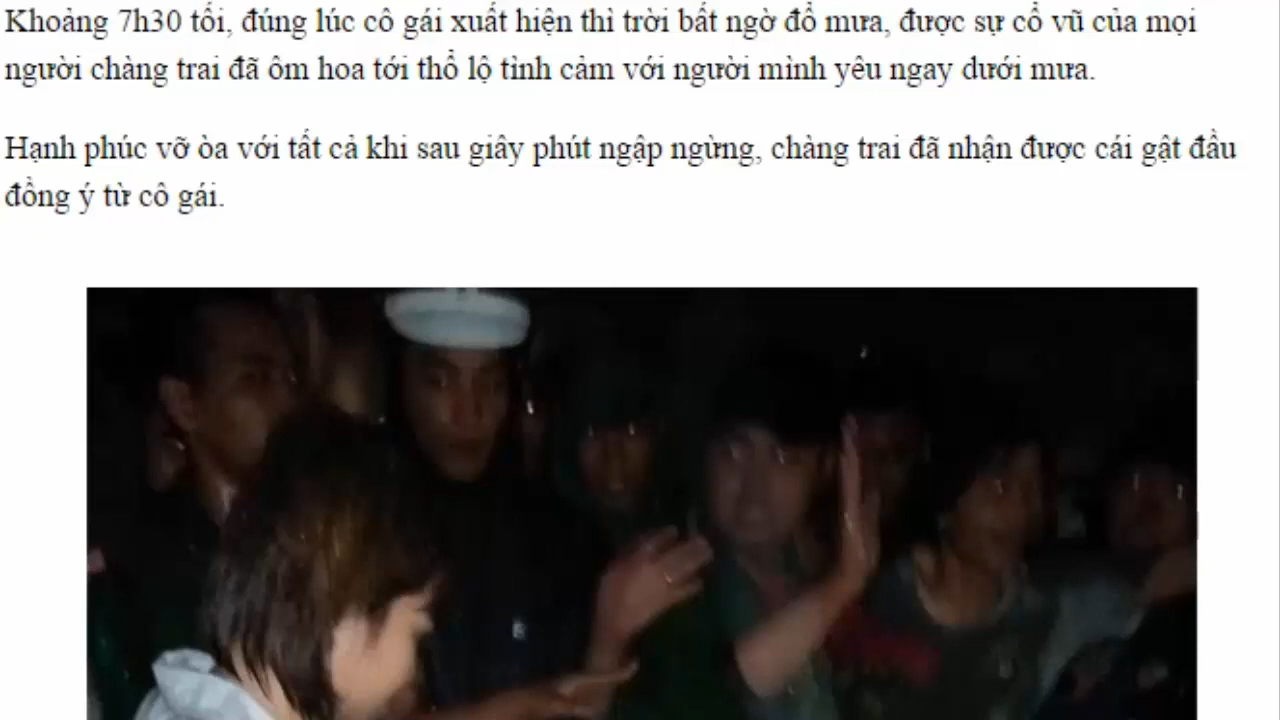 Khoảng 7h30 tối, đúng lúc cô gái xuất hiện thì trời bất ngờ đổ mưa, được sự cổ vũ của mọi
người chàng trai đã ôm hoa tới thổ lộ tình cảm với người mình yêu ngay dưới mưa.
Hạnh phúc vỡ òa với tất cả khi sau giây phút ngập ngừng, chàng trai đã nhận được cái gật đầu
đồng ý từ cô gái.